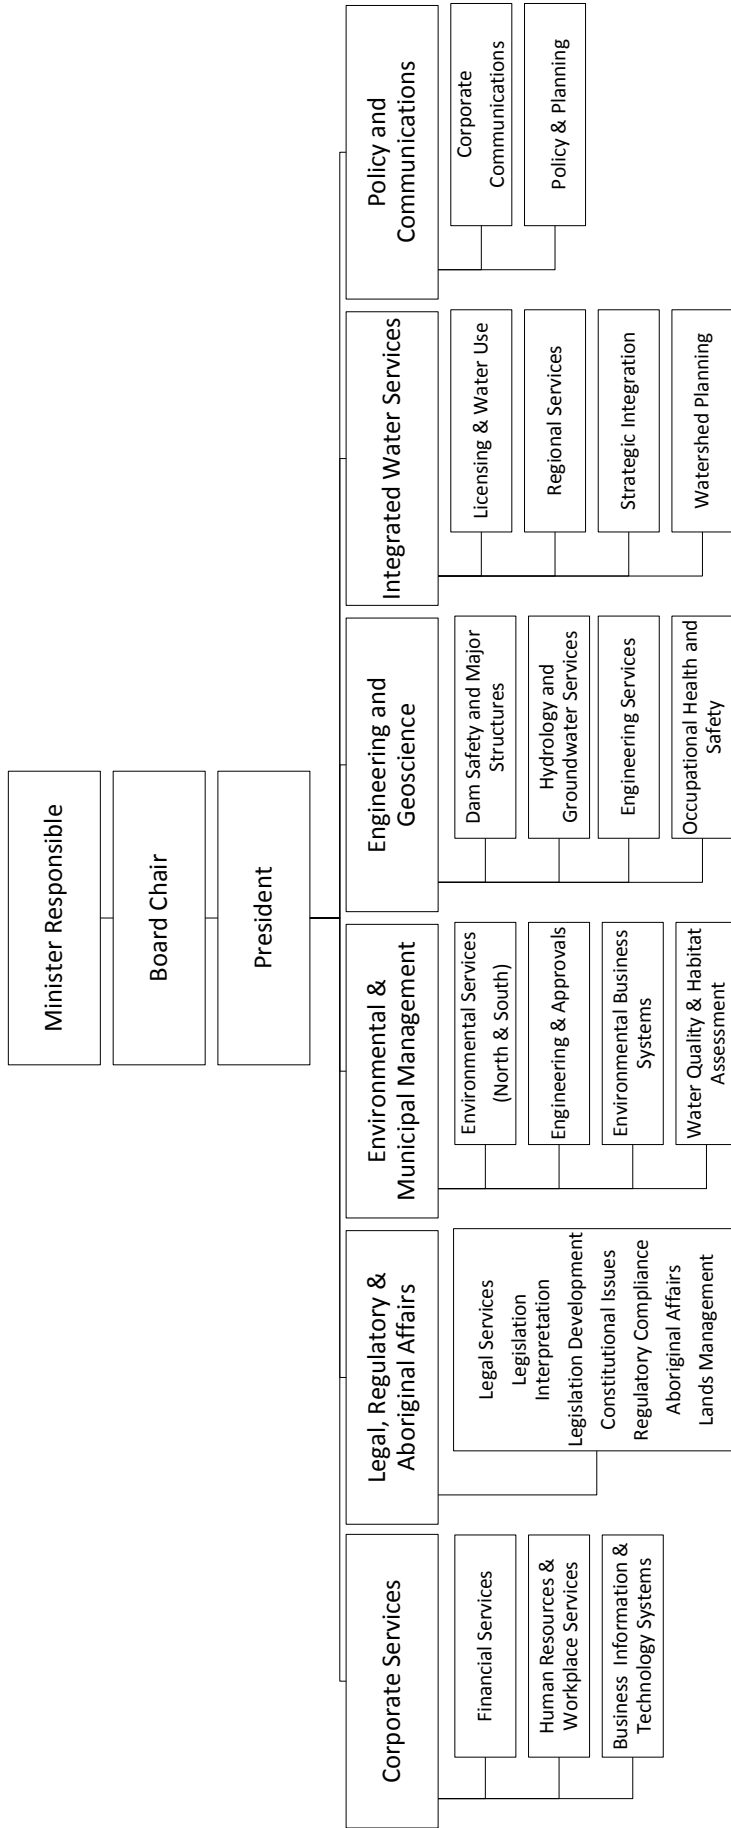 Minister Responsible
Board Chair
President
Corporate Services
Financial Services
Human Resources &
Workplace Services
Business  Information &
Technology Systems
Legal, Regulatory &
Aboriginal Affairs
Legal Services
Legislation
Interpretation
Legislation Development
Constitutional Issues
Regulatory Compliance
Aboriginal Affairs
Lands Management
Environmental &
Municipal Management
Environmental Services
(North & South)
Engineering & Approvals
Environmental Business
Systems
Water Quality & Habitat
Assessment
Engineering and
Geoscience
Dam Safety and Major
Structures
Hydrology and
Groundwater Services
Engineering Services
Occupational Health and
Safety
Integrated Water Services
Licensing & Water Use
Regional Services
Strategic Integration
Watershed Planning
Policy and
Communications
Corporate
Communications
Policy & Planning